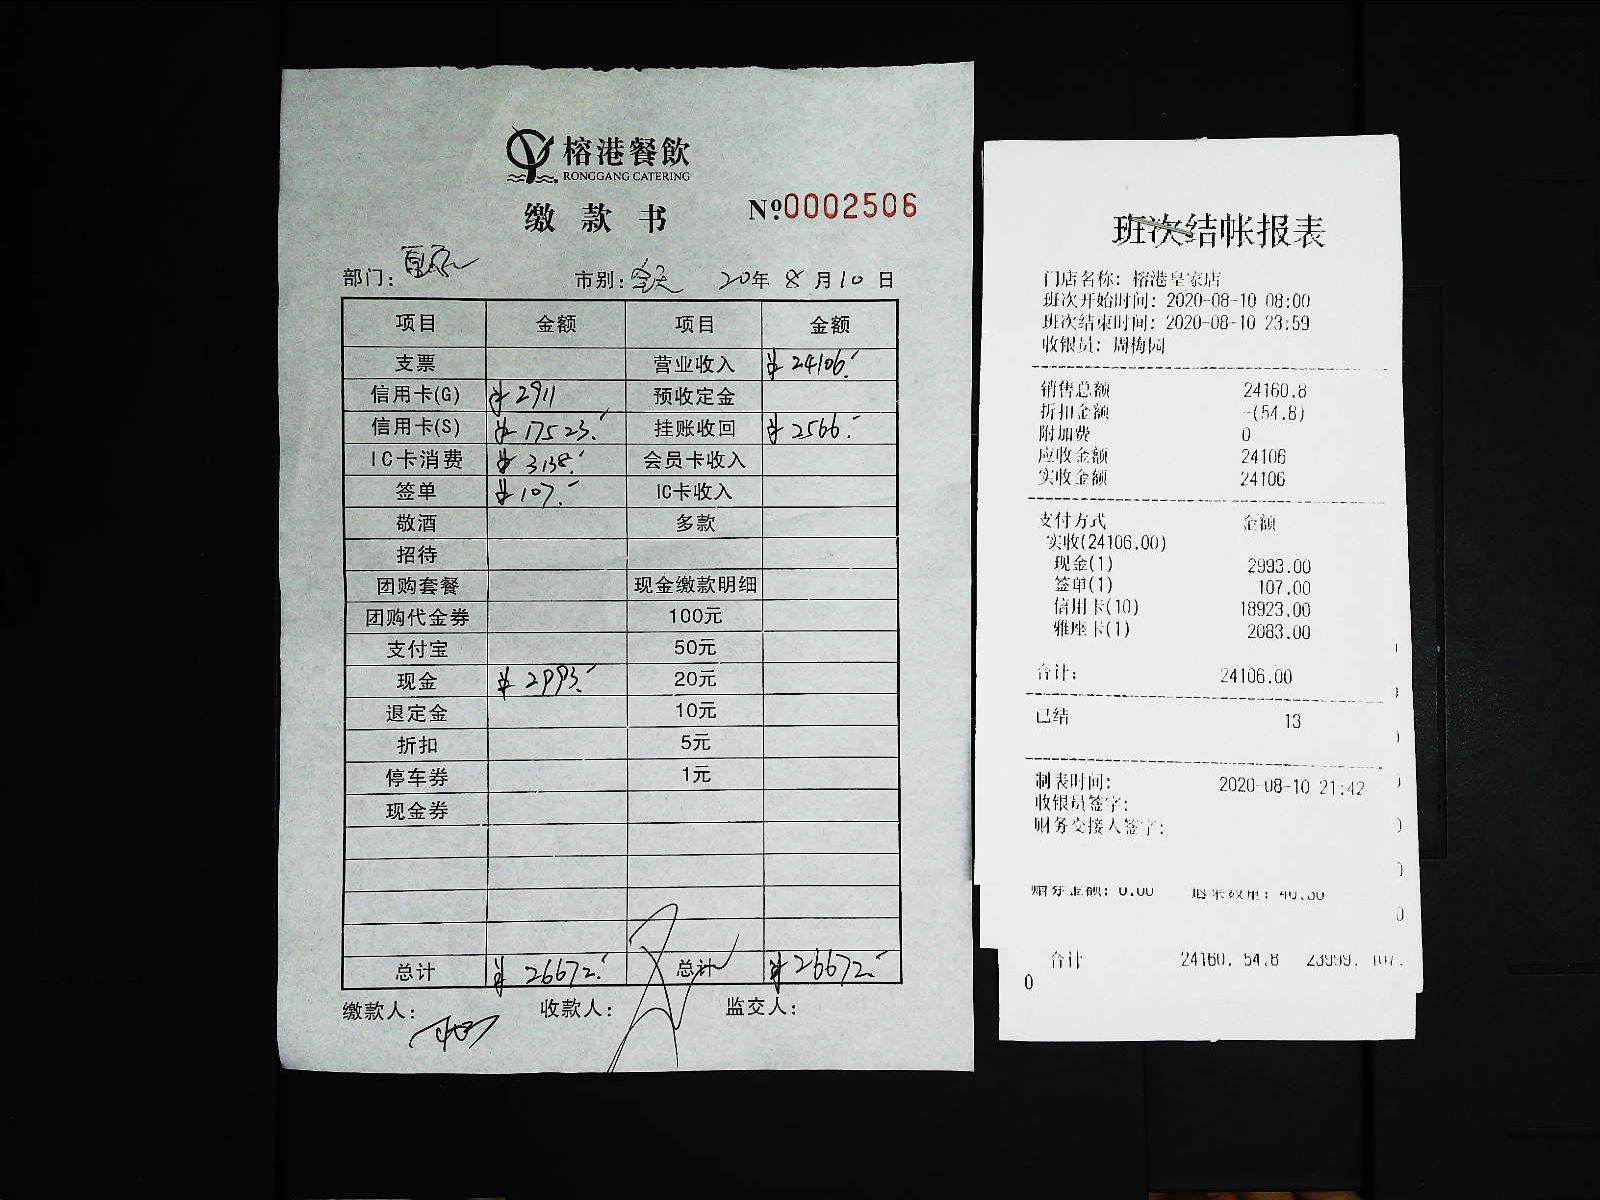 榕港餐飲
RONGGANG CATERING
缴款书 №0002506
部门: 市别:全天 20年8月10日
项目 金额 项目 金额
支票 营业收入 ¥24106.-
信用卡(G) ¥2911 预收定金
信用卡(S) ¥17523.- 挂账收回 ¥2566.-
IC卡消费 ¥3138.- 会员卡收入
签单 ¥107.- IC卡收入
敬酒 多款
招待
团购套餐 现金缴款明细
团购代金券 100元
支付宝 50元
现金 ¥2993.- 20元
退定金 10元
折扣 5元
停车券 1元
现金券
总计 ¥26672.- 总计 ¥26672.-
缴款人: 收款人: 监交人:
班次结帐报表
门店名称: 榕港皇家店
班次开始时间: 2020-08-10 08:00
班次结束时间: 2020-08-10 23:59
收银员: 周梅园
销售总额 24160.8
折扣金额 -(54.8)
附加费 0
应收金额 24106
实收金额 24106
支付方式 金额
实收(24106.00)
现金(1) 2993.00
签单(1) 107.00
信用卡(10) 18923.00
雅座卡(1) 2083.00
合计: 24106.00
已结 13
制表时间: 2020-08-10 21:42
收银员签字:
财务交接人签字:
合计 24160. 54.8 23999. 107.
0